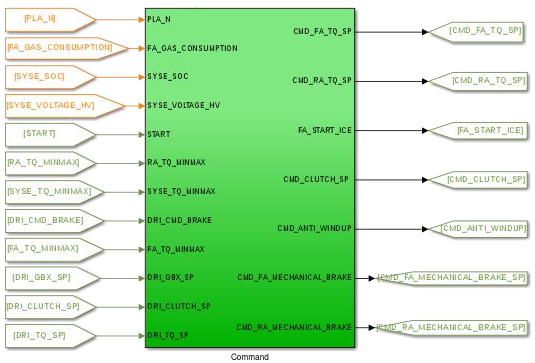 [PLA_N]
[FA_GAS_CONSUMPTION]
[SYSE_SOC]
[SYSE_VOLTAGE_HV]
[START]
[RA_TQ_MINMAX]
[SYSE_TQ_MINMAX]
[DRI_CMD_BRAKE]
[FA_TQ_MINMAX]
[DRI_GBX_SP]
[DRI_CLUTCH_SP]
[DRI_TQ_SP]
PLA_N
FA_GAS_CONSUMPTION
SYSE_SOC
SYSE_VOLTAGE_HV
START
RA_TQ_MINMAX
SYSE_TQ_MINMAX
DRI_CMD_BRAKE
FA_TQ_MINMAX
DRI_GBX_SP
DRI_CLUTCH_SP
DRI_TQ_SP
CMD_FA_TQ_SP
CMD_RA_TQ_SP
FA_START_ICE
CMD_CLUTCH_SP
CMD_ANTI_WINDUP
CMD_FA_MECHANICAL_BRAKE
CMD_RA_MECHANICAL_BRAKE
[CMD_FA_TQ_SP]
[CMD_RA_TQ_SP]
[FA_START_ICE]
[CMD_CLUTCH_SP]
[CMD_ANTI_WINDUP]
[CMD_FA_MECHANICAL_BRAKE_SP]
[CMD_RA_MECHANICAL_BRAKE_SP]
Command